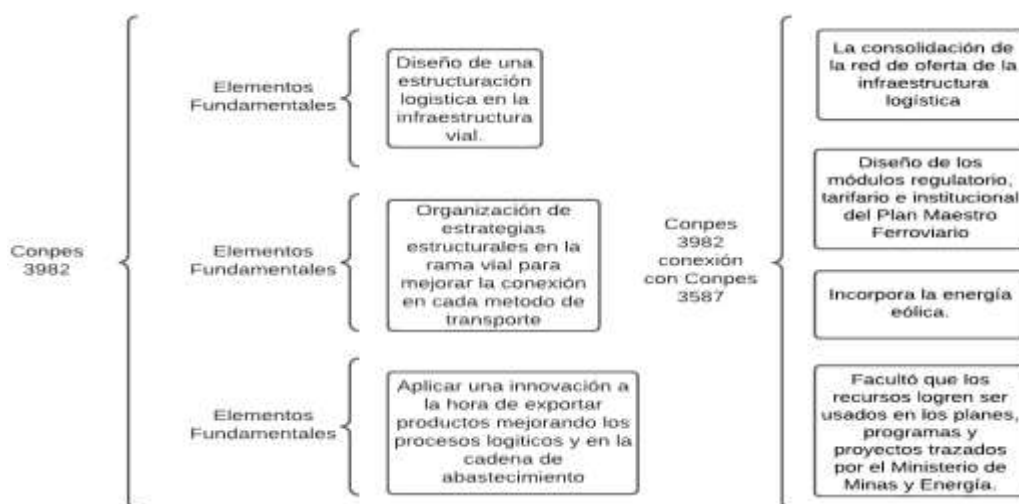 Conpes
3982
Elementos
Fundamentales
Diseño de una
estructuración
logística en la
infraestructura
vial.
Elementos
Fundamentales
Organización de
estrategias
estructurales en la
rama vial para
mejorar la conexión
en cada metodo de
transporte
Elementos
Fundamentales
Aplicar una innovación a
la hora de exportar
productos mejorando los
procesos logiticos y en la
cadena de
abastecimiento
Conpes
3982
conexión
con Conpes
3587
La consolidación de
la red de oferta de la
infraestructura
logística
Diseño de los
módulos regulatorio,
tarifario e institucional
del Plan Maestro
Ferroviario
Incorpora la energía
eólica.
Facultó que los
recursos logren ser
usados en los planes,
programas y
proyectos trazados
por el Ministerio de
Minas y Energía.